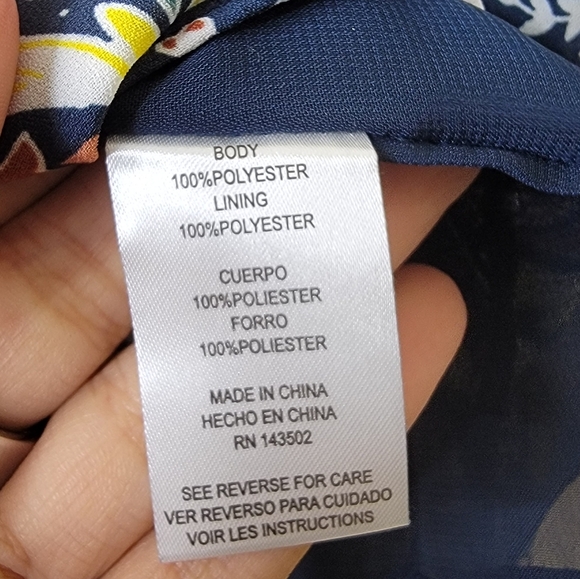 BODY
100%POLYESTER
LINING
100%POLYESTER
CUERPO
100%POLIESTER
FORRO
100%POLIESTER
MADE IN CHINA
HECHO EN CHINA
RN 143502
SEE REVERSE FOR CARE
VER REVERSO PARA CUIDADO
VOIR LES INSTRUCTIONS